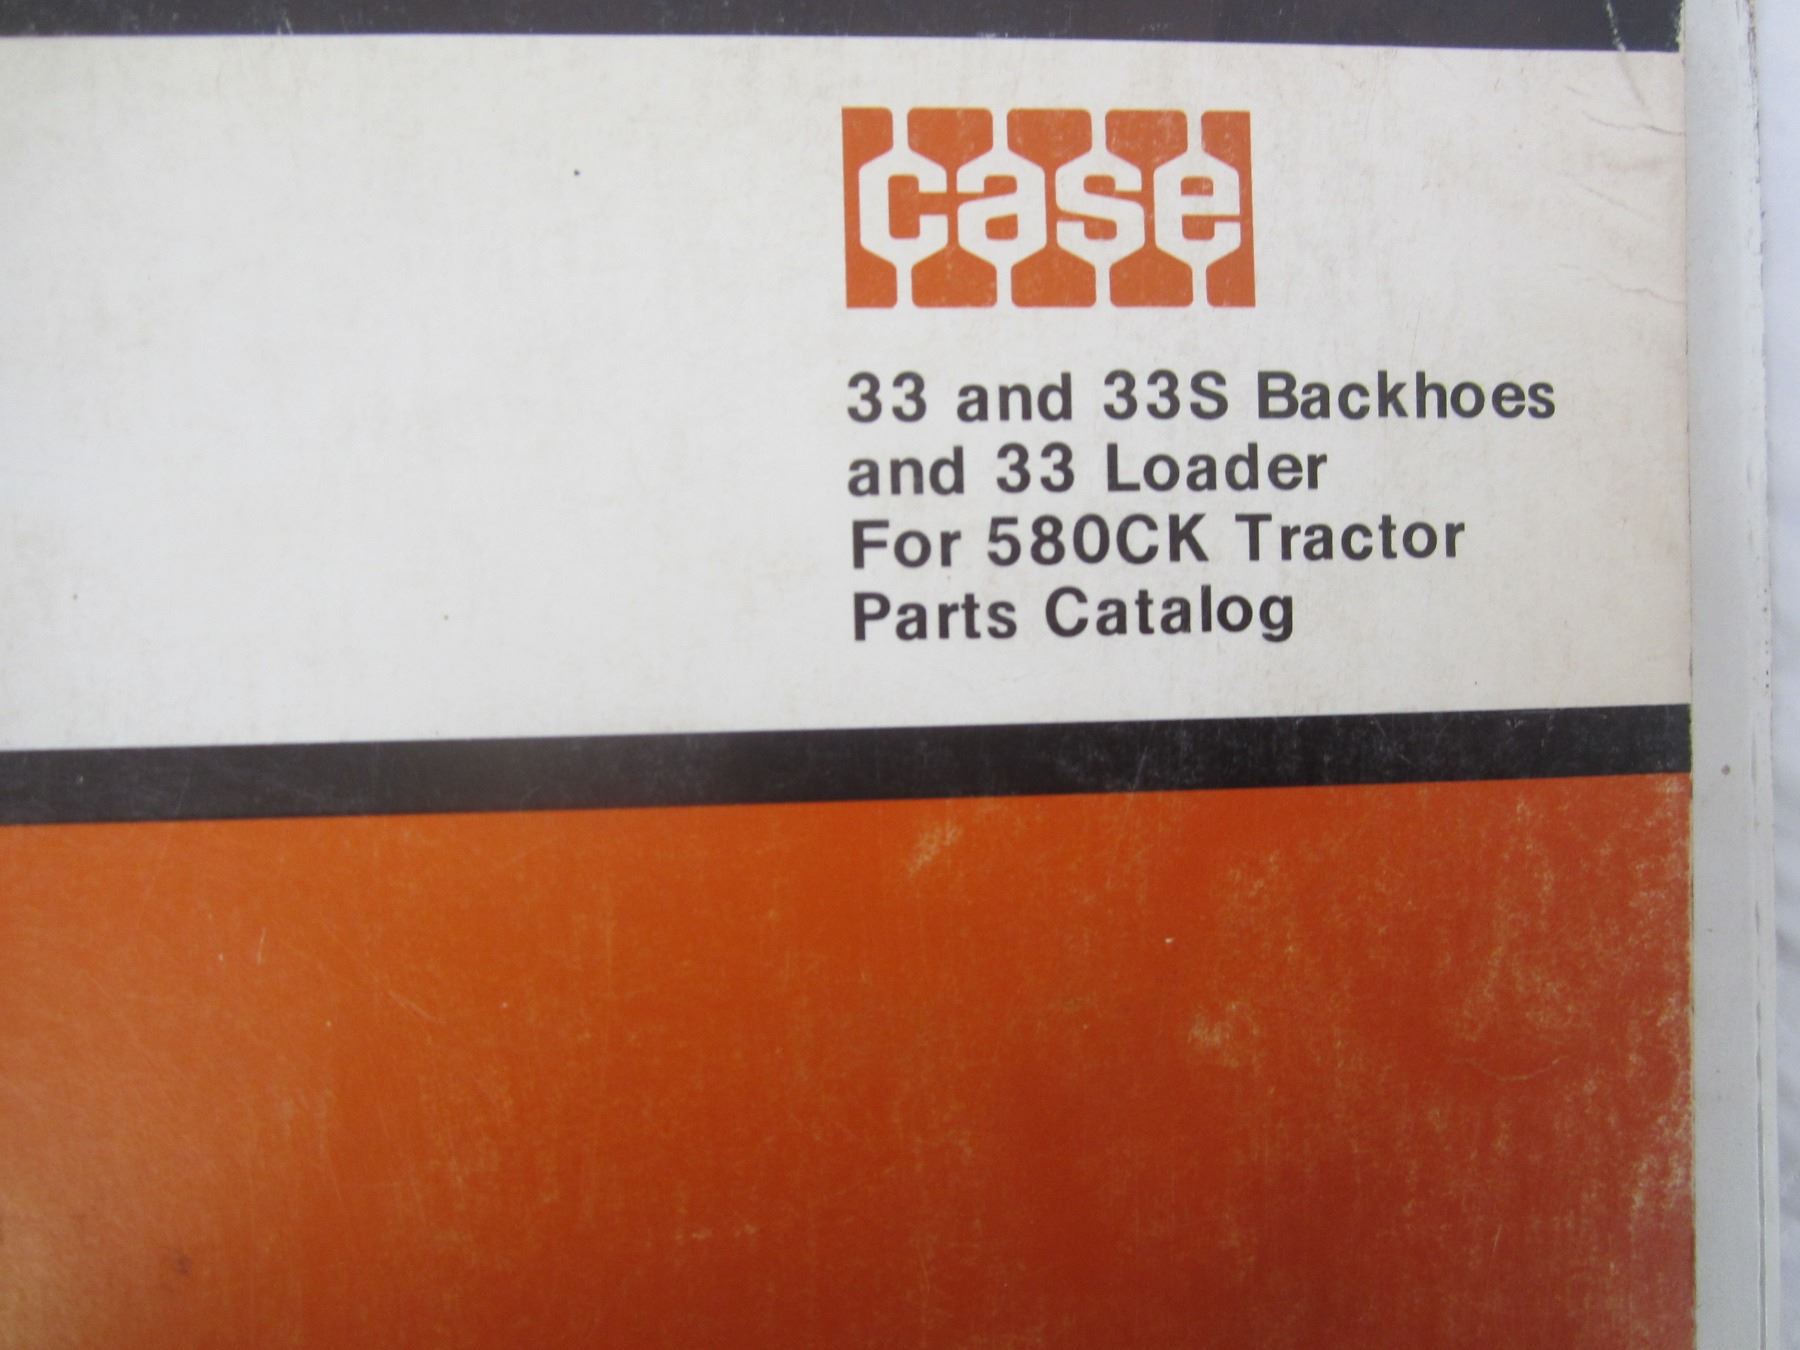 case
33 and 33S Backhoes
and 33 Loader
For 580CK Tractor
Parts Catalog